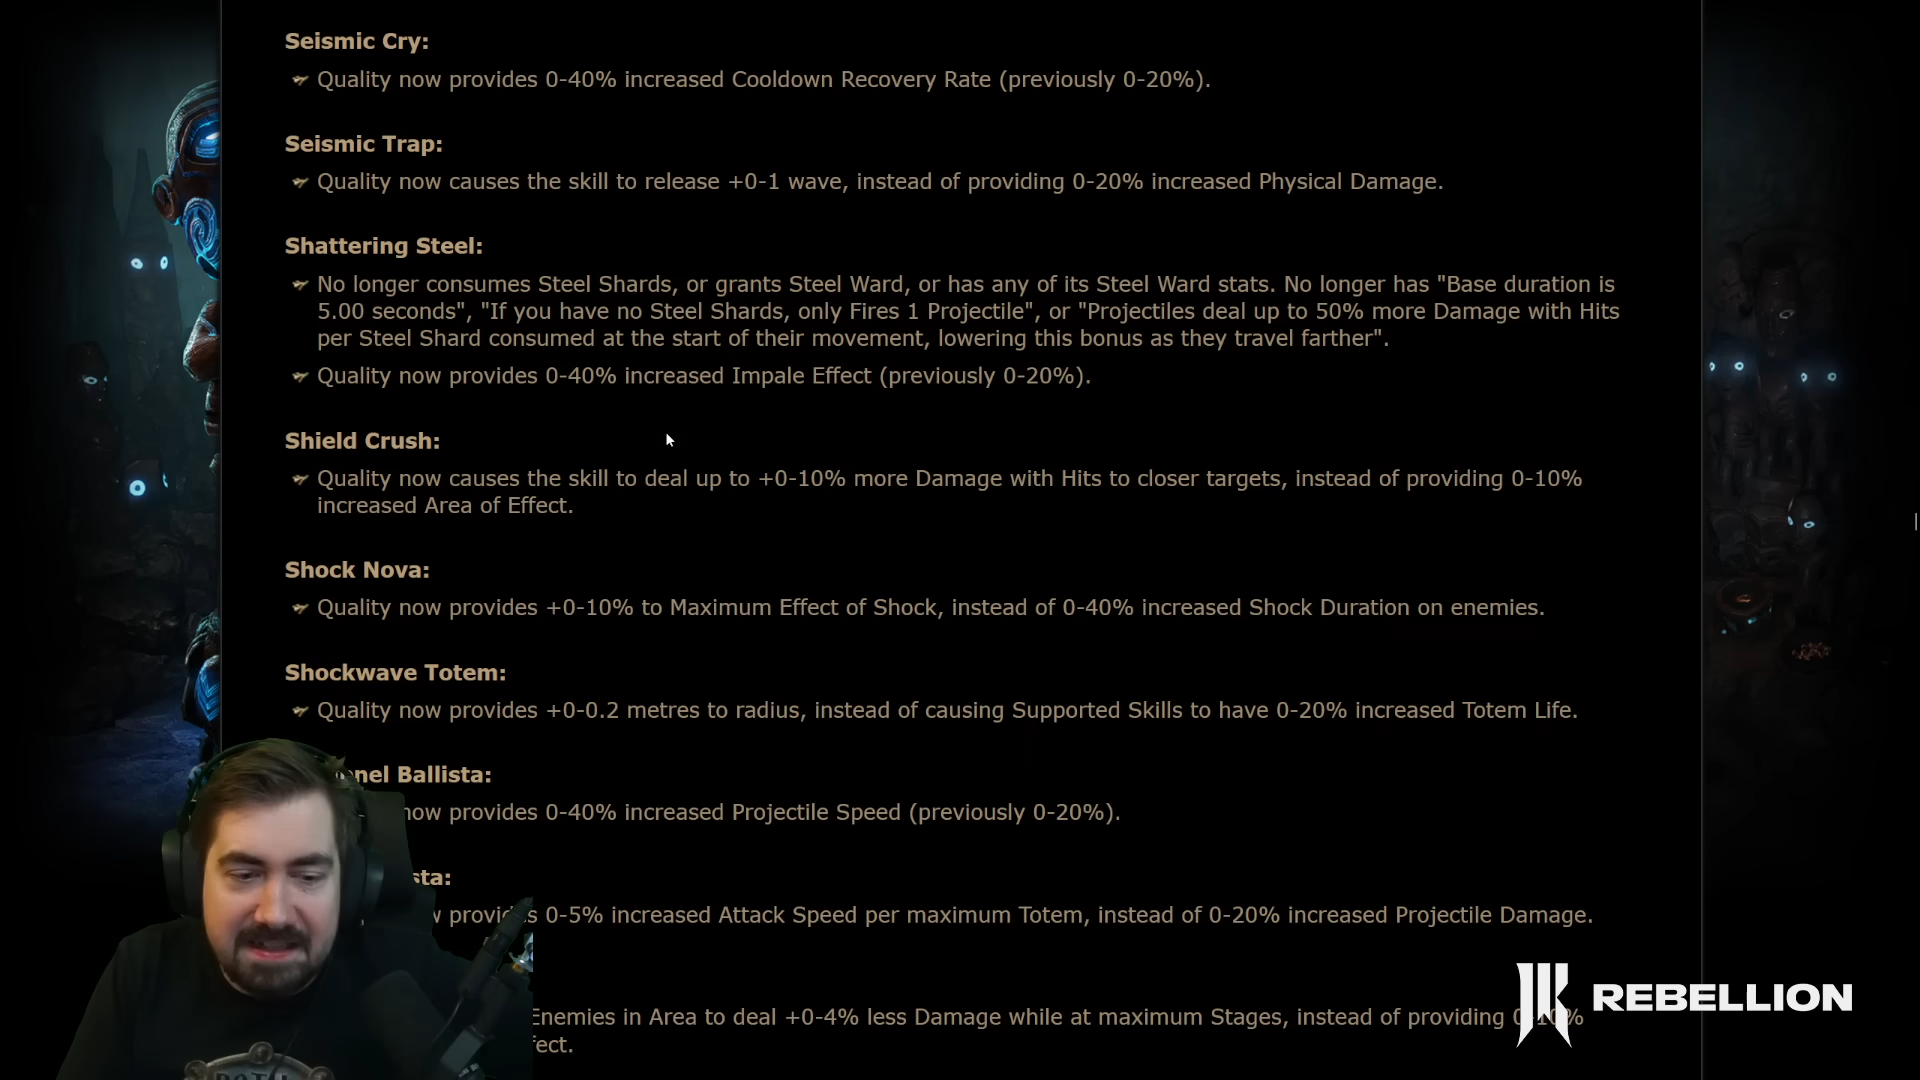 Seismic Cry:
Quality now provides 0-40% increased Cooldown Recovery Rate (previously 0-20%).
Seismic Trap:
Quality now causes the skill to release +0-1 wave, instead of providing 0-20% increased Physical Damage.
Shattering Steel:
No longer consumes Steel Shards, or grants Steel Ward, or has any of its Steel Ward stats. No longer has "Base duration is
5.00 seconds", "If you have no Steel Shards, only Fires 1 Projectile", or "Projectiles deal up to 50% more Damage with Hits
per Steel Shard consumed at the start of their movement, lowering this bonus as they travel farther".
Quality now provides 0-40% increased Impale Effect (previously 0-20%).
Shield Crush:
Quality now causes the skill to deal up to +0-10% more Damage with Hits to closer targets, instead of providing 0-10%
increased Area of Effect.
Shock Nova:
Quality now provides +0-10% to Maximum Effect of Shock, instead of 0-40% increased Shock Duration on enemies.
Shockwave Totem:
Quality now provides +0-0.2 metres to radius, instead of causing Supported Skills to have 0-20% increased Totem Life.
Ballista:
now provides 0-40% increased Projectile Speed (previously 0-20%).
provides 0-5% increased Attack Speed per maximum Totem, instead of 0-20% increased Projectile Damage.
Enemies in Area to deal +0-4% less Damage while at maximum Stages, instead of providing 0-10%
REBELLION